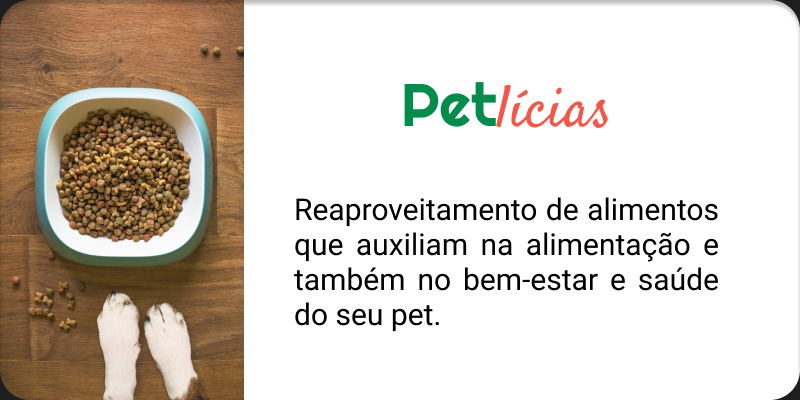 Petlícias
Reaproveitamento de alimentos
que auxiliam na alimentação e
também no bem-estar e saúde
do seu pet.